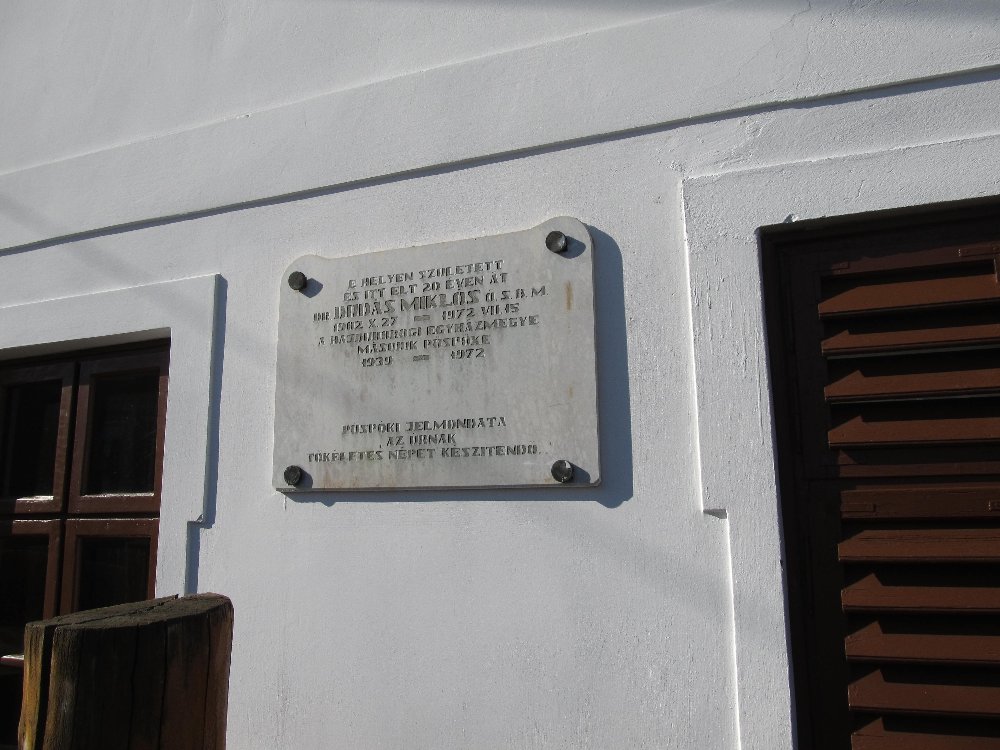 E HELYEN SZÜLETETT
ÉS ITT ÉLT 20 ÉVEN ÁT
DR. DUDÁS MIKLÓS O.S.B.M.
1902 X. 27 — 1972 VII. 15
A HAJDUDOROGI EGYHÁZMEGYE
MÁSODIK PÜSPÖKE
1939 — 1972
PÜSPÖKI JELMONDATA
AZ ÚRNAK
TÖKÉLETES NÉPET KÉSZITENDŐ.